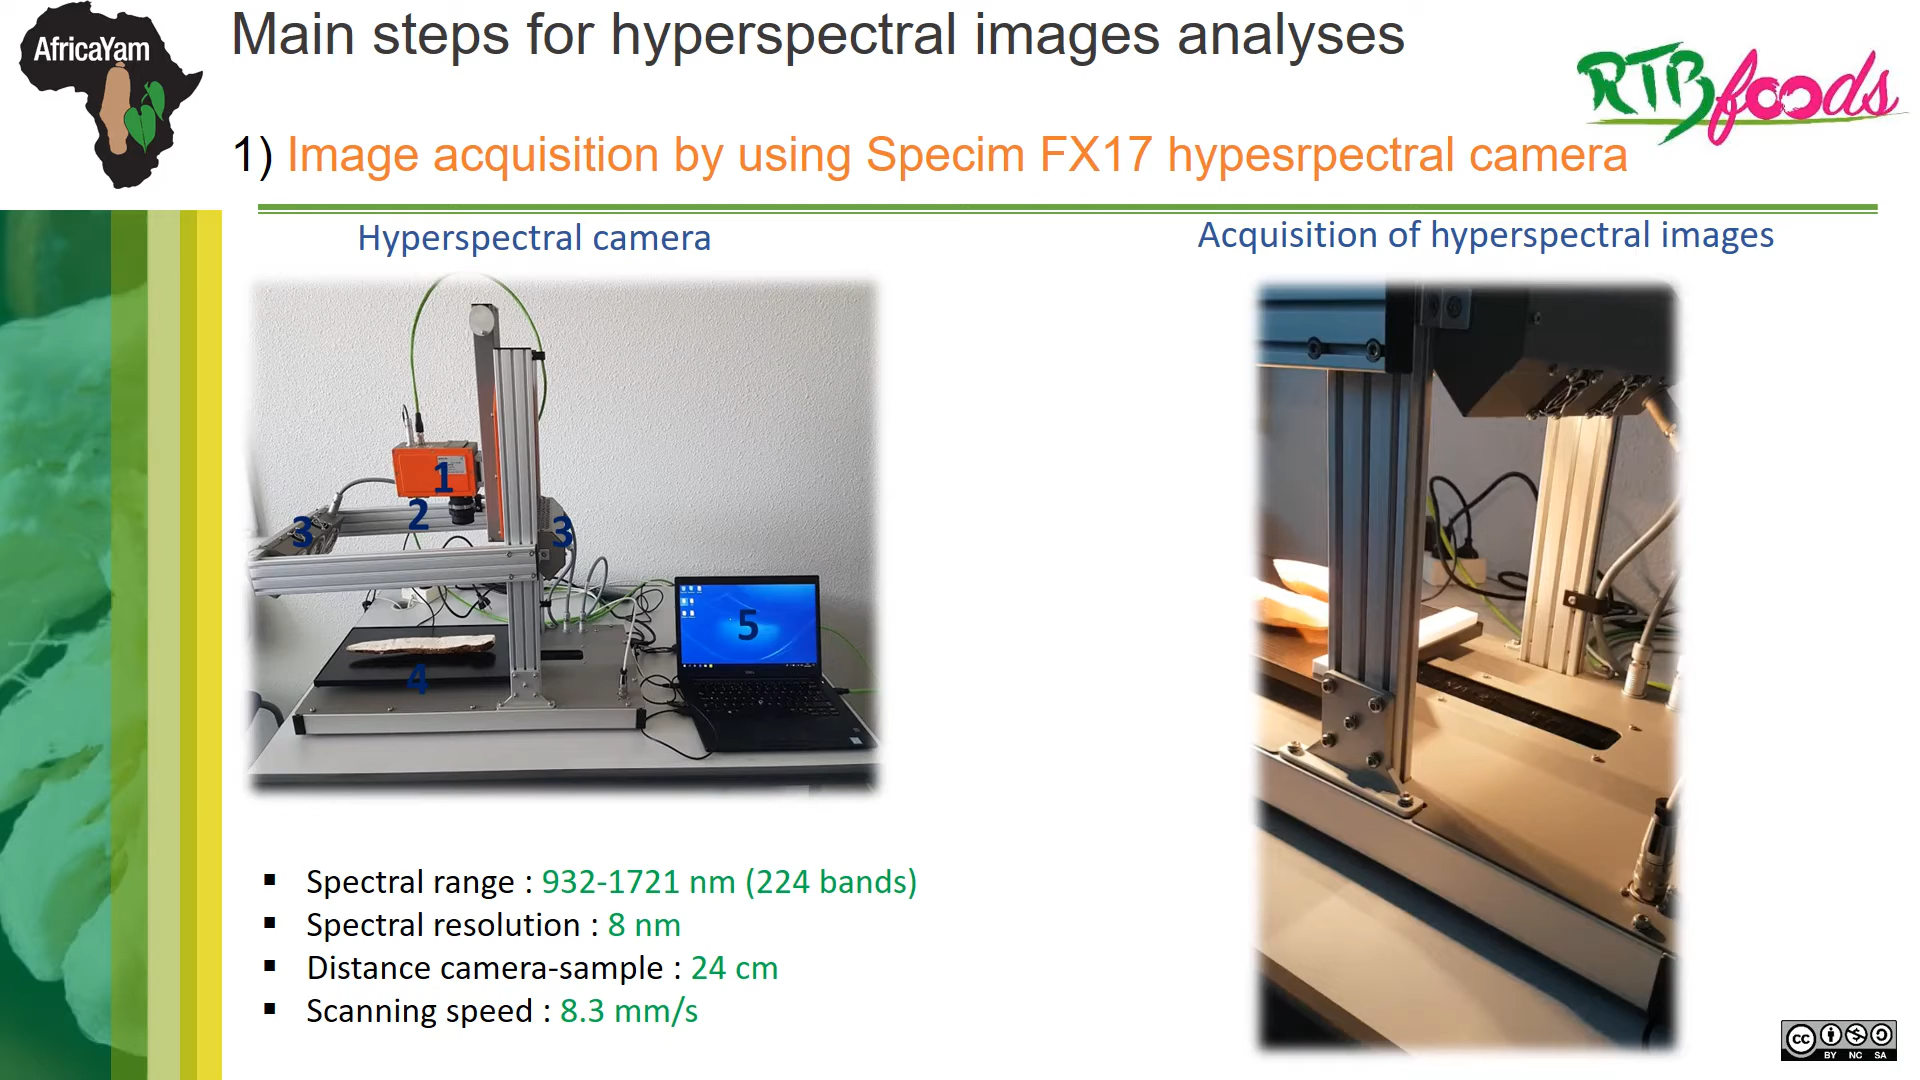 AfricaYam
Main steps for hyperspectral images analyses
RTBfoods
1) Image acquisition by using Specim FX17 hypesrpectral camera
Hyperspectral camera
Acquisition of hyperspectral images
1
2
3
3
4
5
▪ Spectral range : 932-1721 nm (224 bands)
▪ Spectral resolution : 8 nm
▪ Distance camera-sample : 24 cm
▪ Scanning speed : 8.3 mm/s
cc
BY NC SA